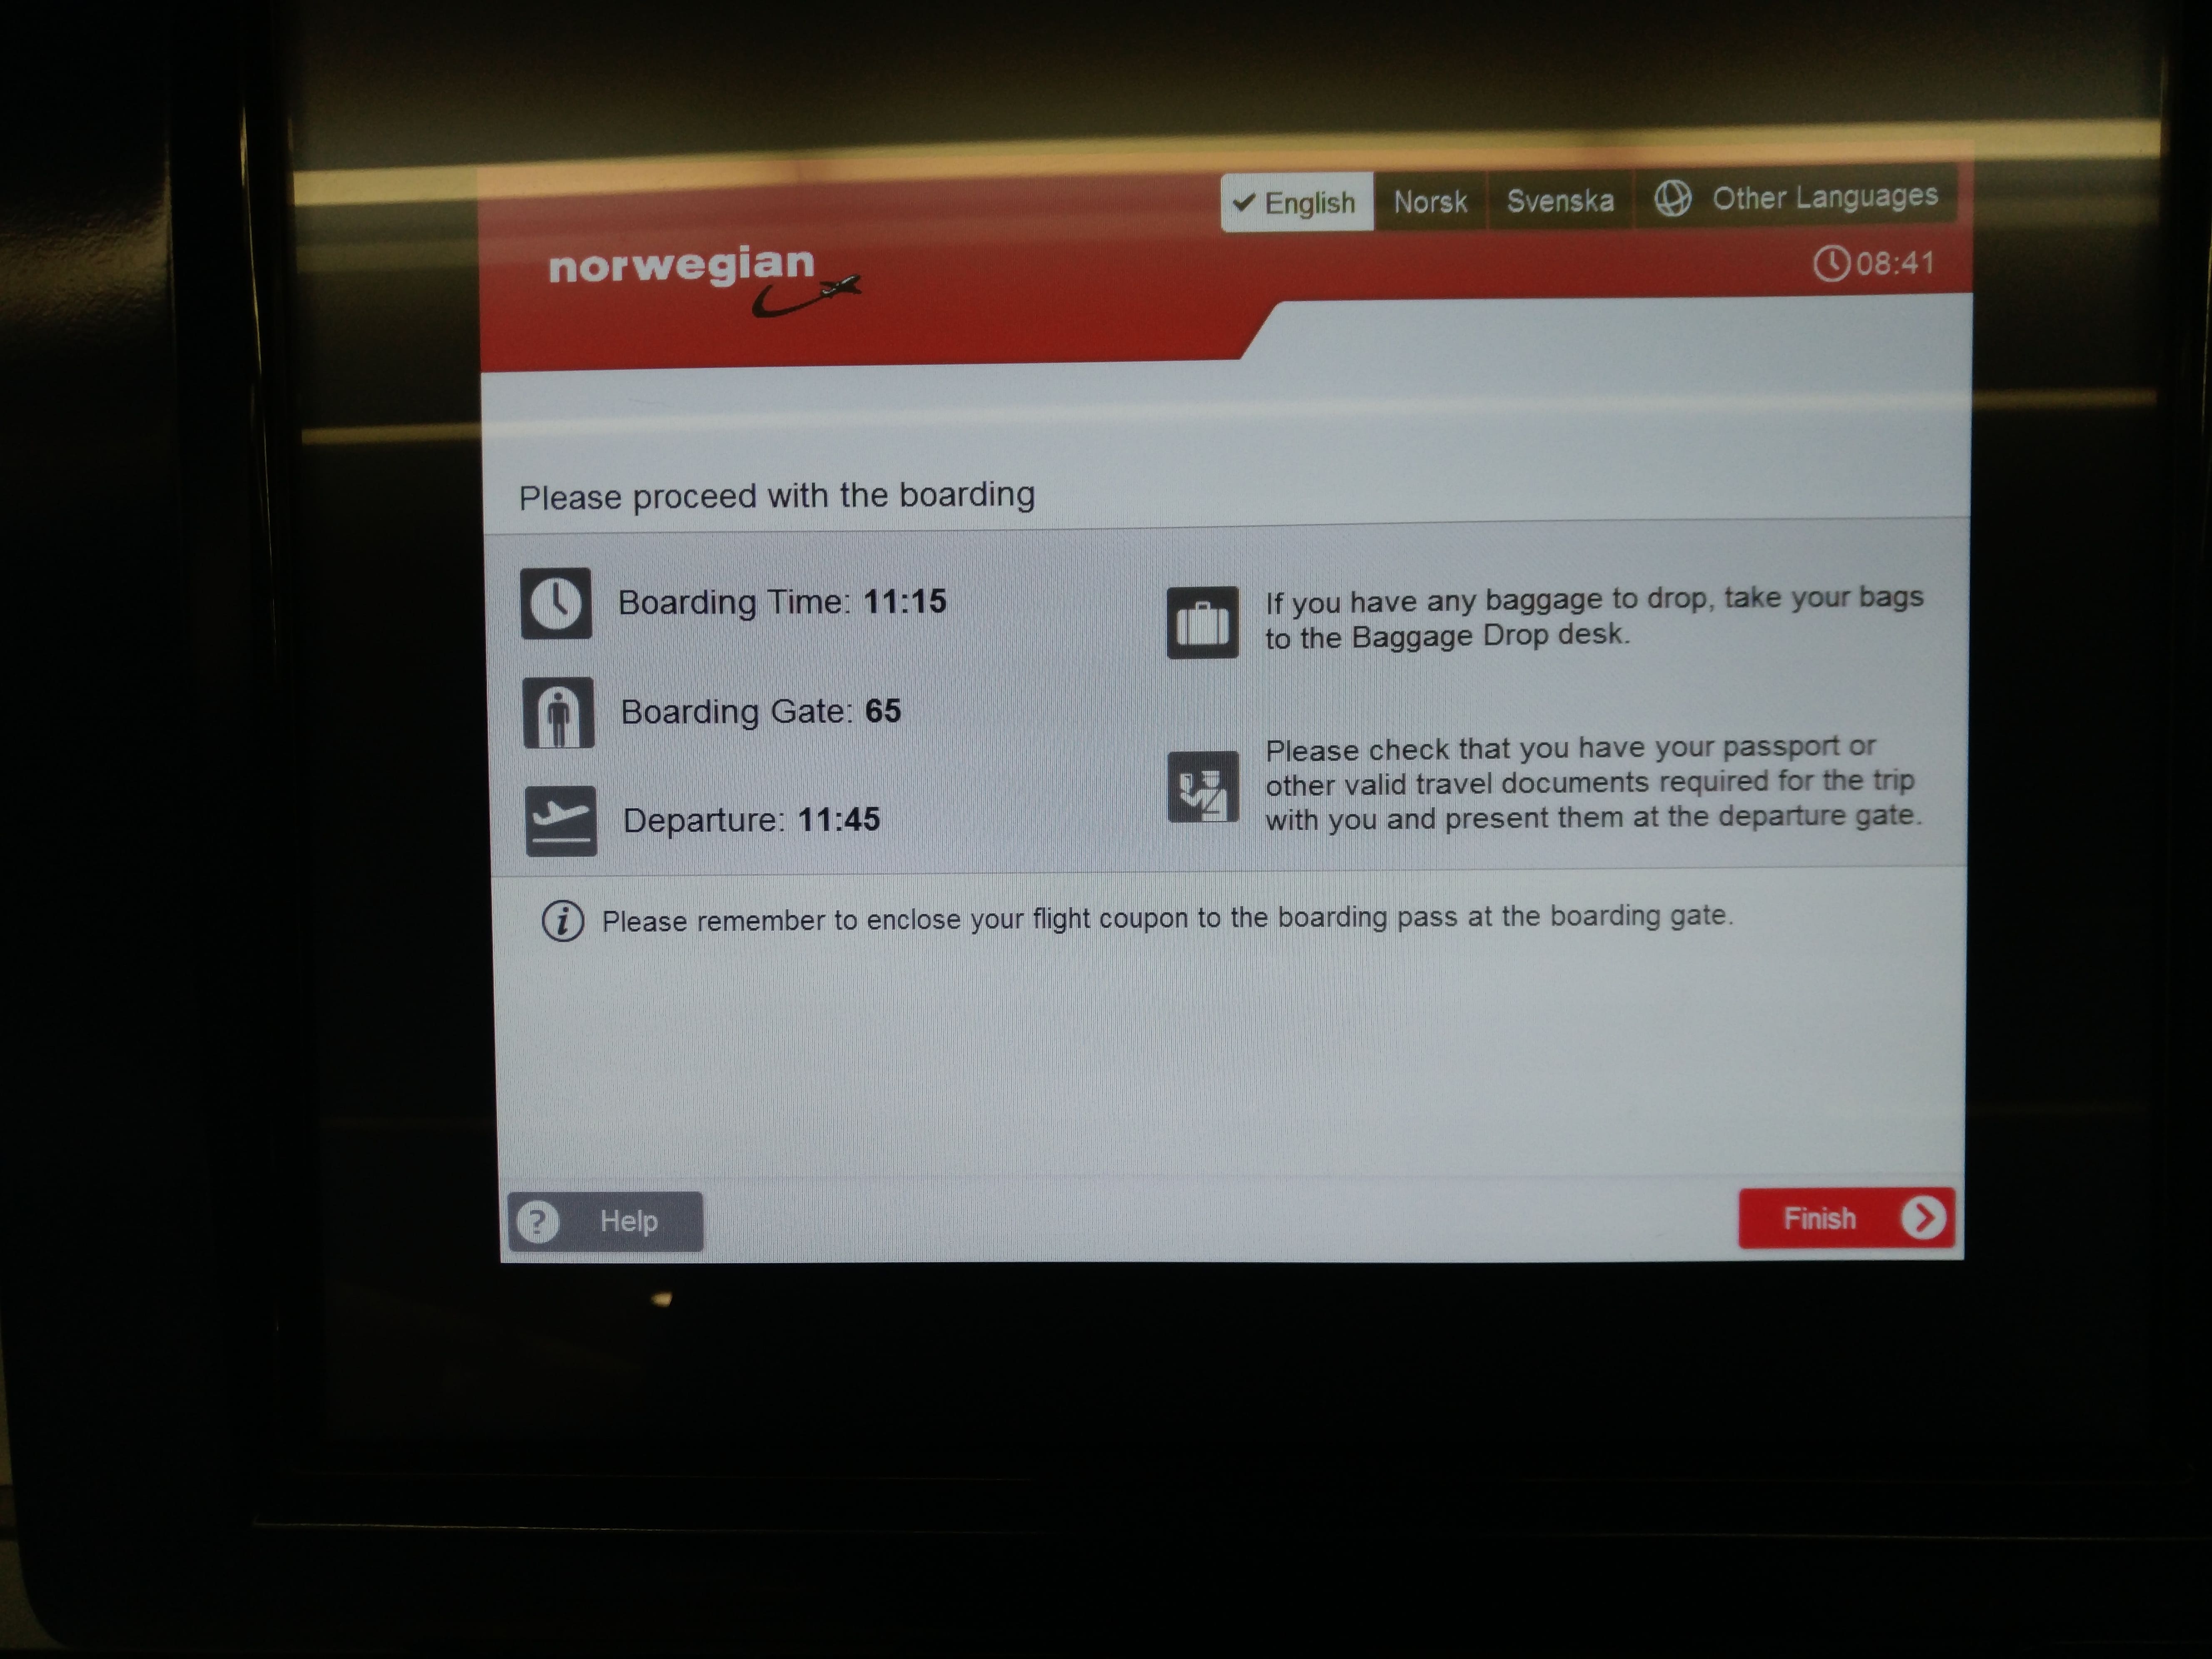 English Norsk Svenska Other Languages
norwegian
08:41
Please proceed with the boarding
Boarding Time: 11:15
Boarding Gate: 65
Departure: 11:45
If you have any baggage to drop, take your bags
to the Baggage Drop desk.
Please check that you have your passport or
other valid travel documents required for the trip
with you and present them at the departure gate.
i Please remember to enclose your flight coupon to the boarding pass at the boarding gate.
? Help
Finish